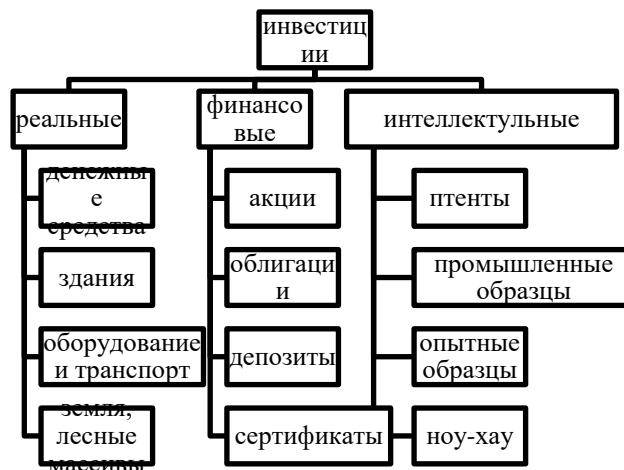 инвестиц
ии
реальные
финансо
вые
интеллектульные
денежны
е
средства
здания
оборудование
и транспорт
земля,
лесные
массивы
акции
облигаци
и
депозиты
сертификаты
птенты
промышленные
образцы
опытные
образцы
ноу-хау